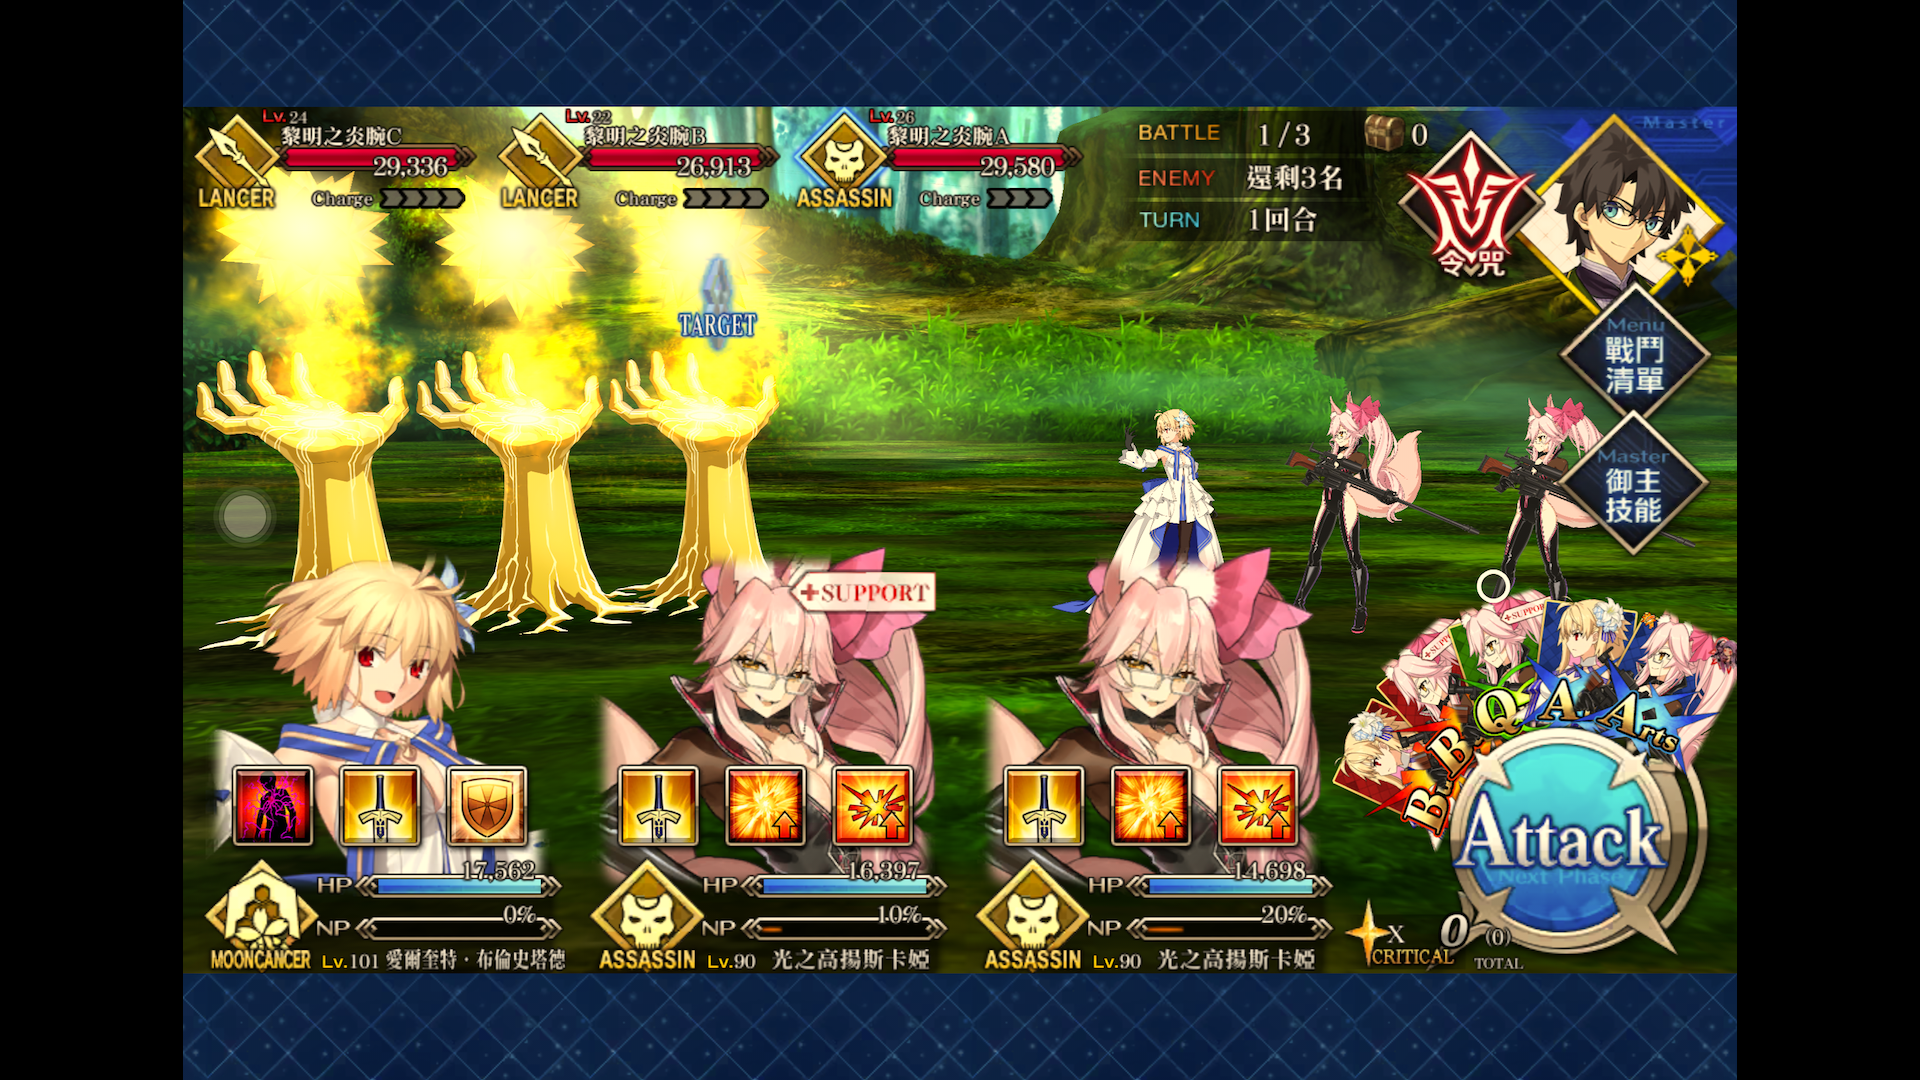 Lv.24
黎明之炎腕C
29,336
LANCER
Charge
Lv.22
黎明之炎腕B
26,913
LANCER
Charge
Lv.26
黎明之炎腕A
29,580
ASSASSIN
Charge
BATTLE 1/3
0
ENEMY 還剩3名
TURN 1回合
令咒
Master
TARGET
Menu
戰鬥
清單
Master
御主
技能
+SUPPORT
+SUPPORT
B
B
Q
A
Arts
Attack
Next Phase
HP 17,562
NP 0%
MOONCANCER
Lv.101 愛爾奎特·布倫史塔德
HP 16,397
NP 10%
ASSASSIN
Lv.90 光之高揚斯卡婭
HP 14,698
NP 20%
ASSASSIN
Lv.90 光之高揚斯卡婭
X 0 (0)
CRITICAL TOTAL